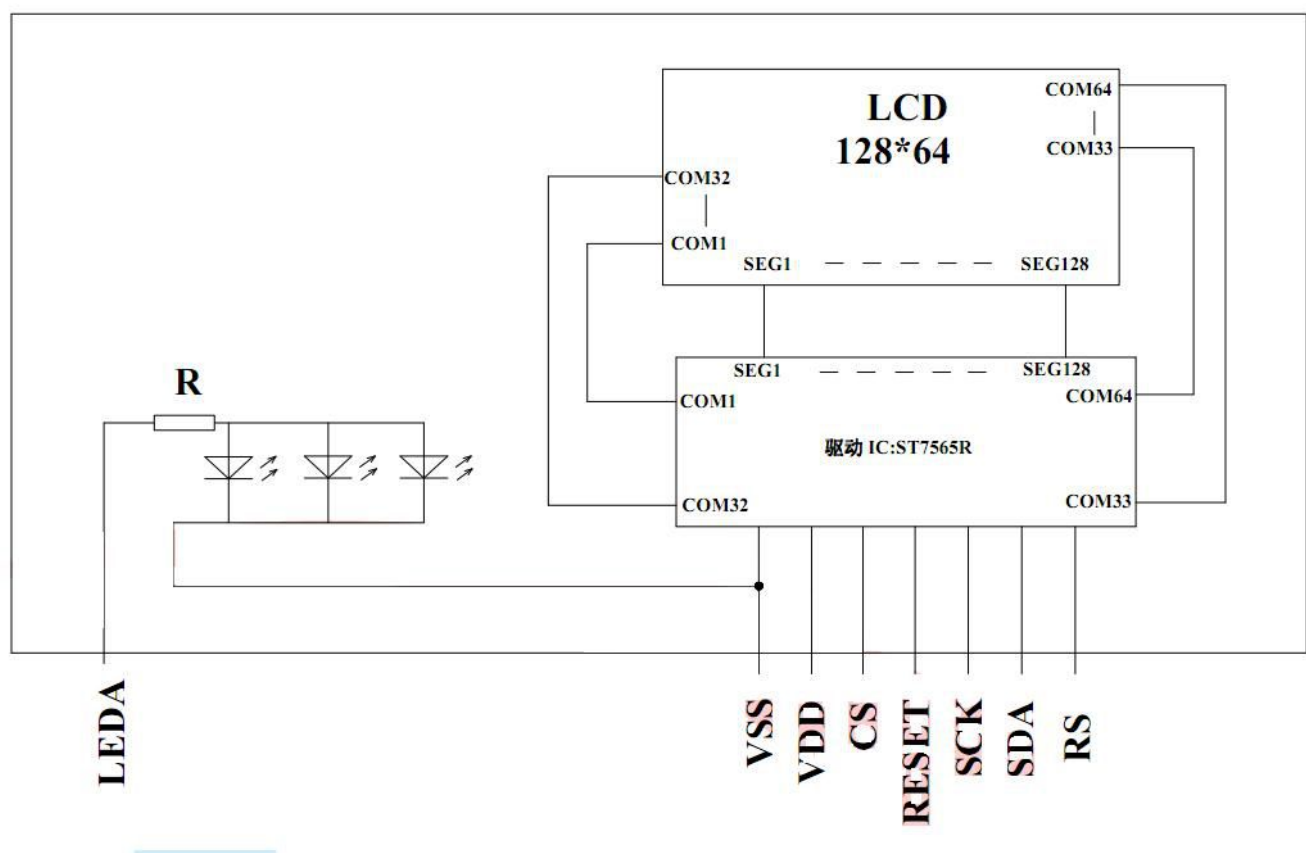 LCD
128*64
COM64
COM33
COM32
COM1
SEG1
SEG128
SEG1
SEG128
COM1
COM64
驱动 IC:ST7565R
COM32
COM33
R
LEDA
VSS
VDD
CS
RESET
SCK
SDA
RS